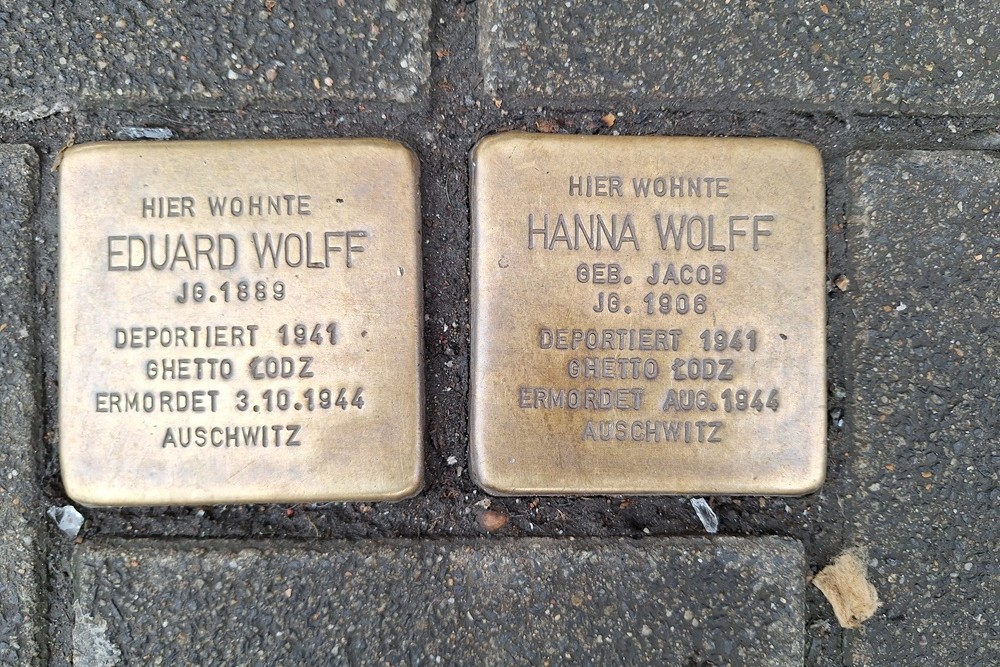 HIER WOHNTE
EDUARD WOLFF
JG.1889
DEPORTIERT 1941
GHETTO ŁODZ
ERMORDET 3.10.1944
AUSCHWITZ
HIER WOHNTE
HANNA WOLFF
GEB. JACOB
JG. 1906
DEPORTIERT 1941
GHETTO ŁODZ
ERMORDET AUG.1944
AUSCHWITZ